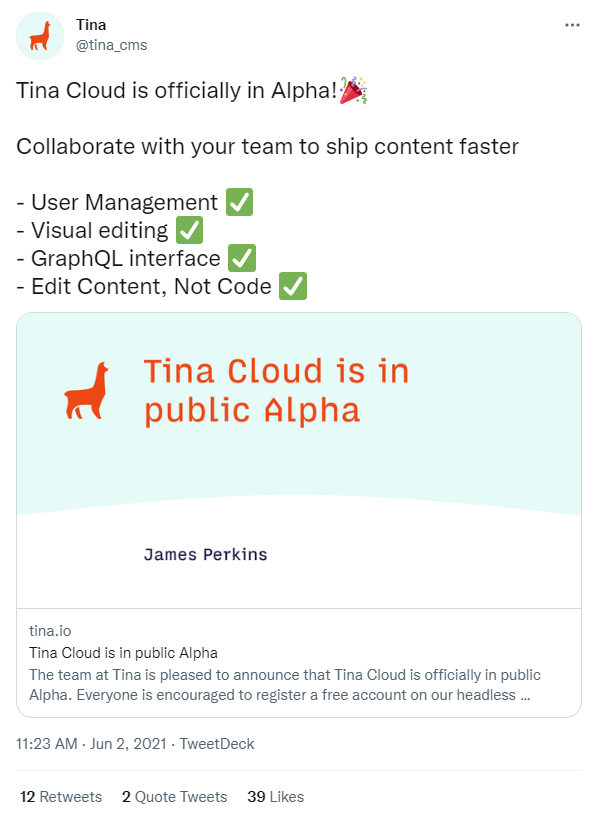 Tina
@tina_cms
Tina Cloud is officially in Alpha!🎉
Collaborate with your team to ship content faster
- User Management ✅
- Visual editing ✅
- GraphQL interface ✅
- Edit Content, Not Code ✅
Tina Cloud is in
public Alpha
James Perkins
tina.io
Tina Cloud is in public Alpha
The team at Tina is pleased to announce that Tina Cloud is officially in public
Alpha. Everyone is encouraged to register a free account on our headless ...
11:23 AM · Jun 2, 2021 · TweetDeck
12 Retweets 2 Quote Tweets 39 Likes